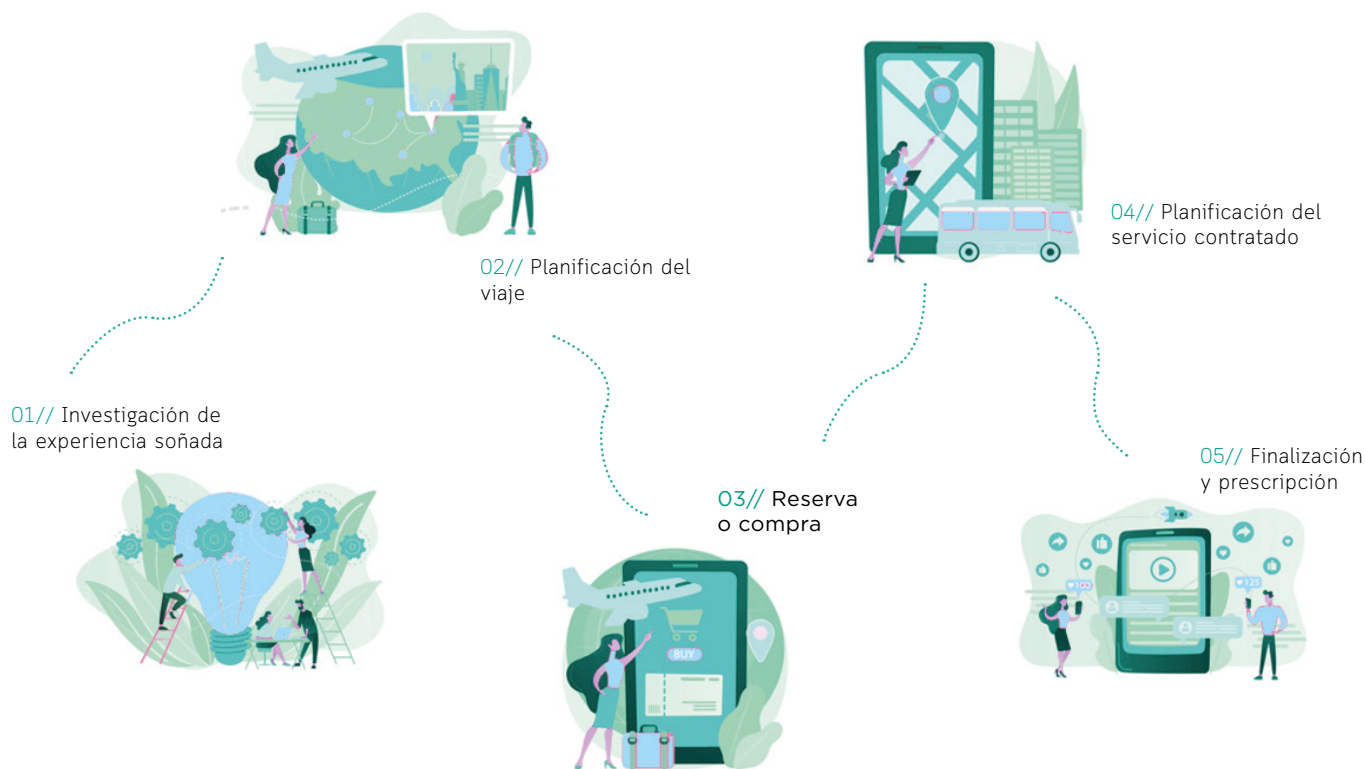 01// Investigación de
la experiencia soñada
02// Planificación del
viaje
03// Reserva
o compra
BUY
04// Planificación del
servicio contratado
05// Finalización
y prescripción
125